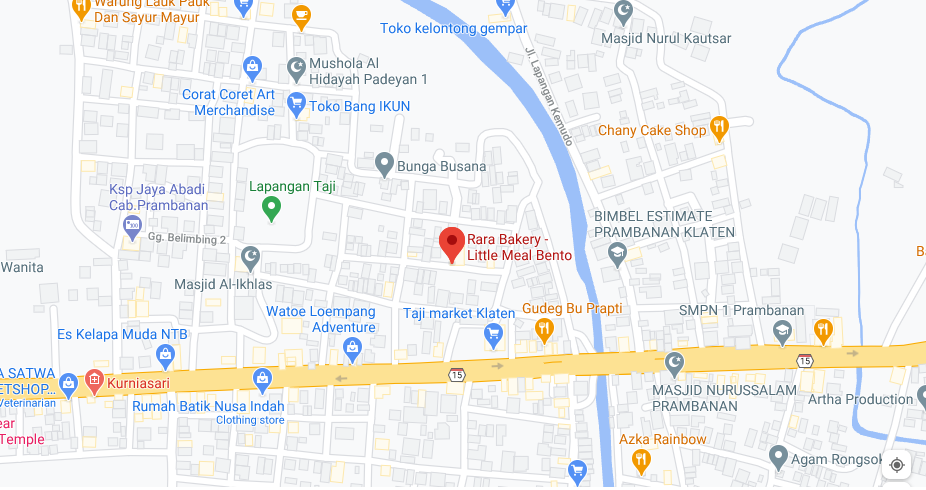 Warung Lauk Pauk
Dan Sayur Mayur
Toko kelontong gempar
Masjid Nurul Kautsar
Jl. Lapangan Kemudo
Mushola Al
Hidayah Padeyan 1
Corat Coret Art
Merchandise
Toko Bang IKUN
Chany Cake Shop
Bunga Busana
Lapangan Taji
Ksp Jaya Abadi
Cab.Prambanan
Gg. Belimbing 2
BIMBEL ESTIMATE
PRAMBANAN KLATEN
Rara Bakery -
Little Meal Bento
Wanita
Masjid Al-Ikhlas
Watoe Loempang
Adventure
Taji market Klaten
Gudeg Bu Prapti
SMPN 1 Prambanan
Es Kelapa Muda NTB
15
15
A SATWA
ETSHOP...
Veterinarian
Kurniasari
Rumah Batik Nusa Indah
Clothing store
MASJID NURUSSALAM
PRAMBANAN
Artha Production
ear
Temple
Azka Rainbow
Agam Rongsok